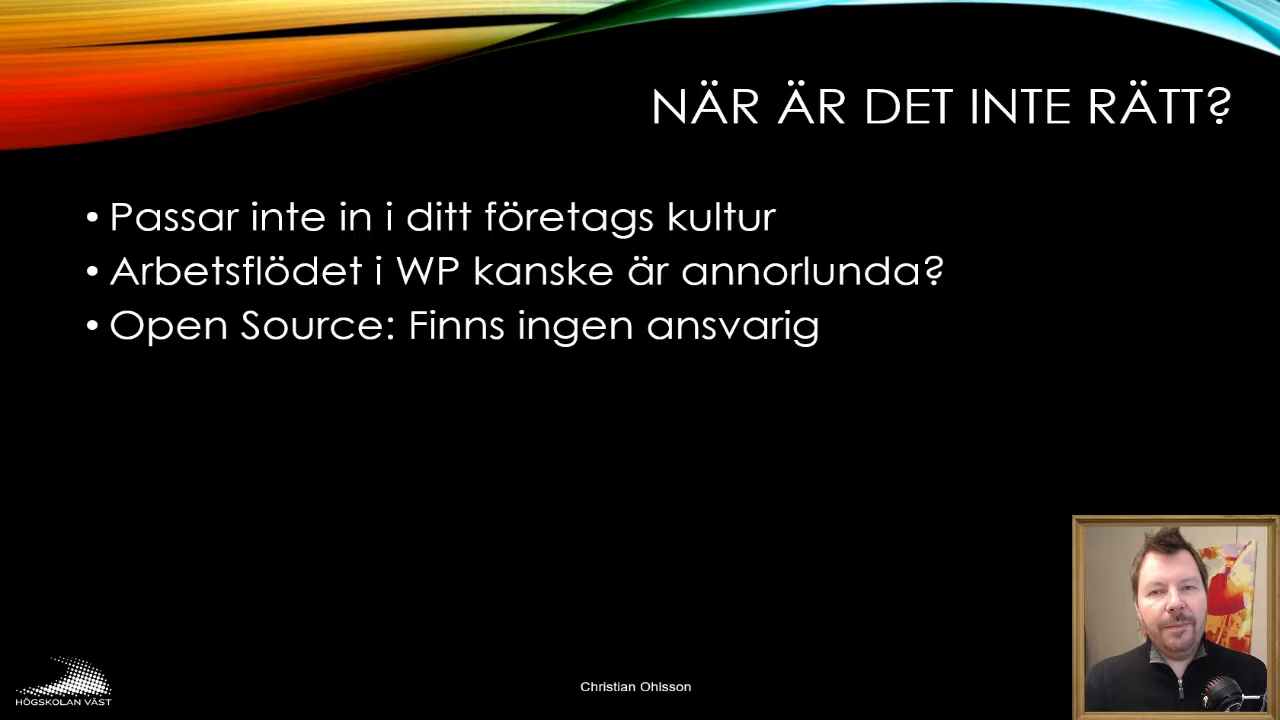 NÄR ÄR DET INTE RÄTT?
• Passar inte in i ditt företags kultur
• Arbetsflödet i WP kanske är annorlunda?
• Open Source: Finns ingen ansvarig
HÖGSKOLAN VÄST
Christian Ohlsson